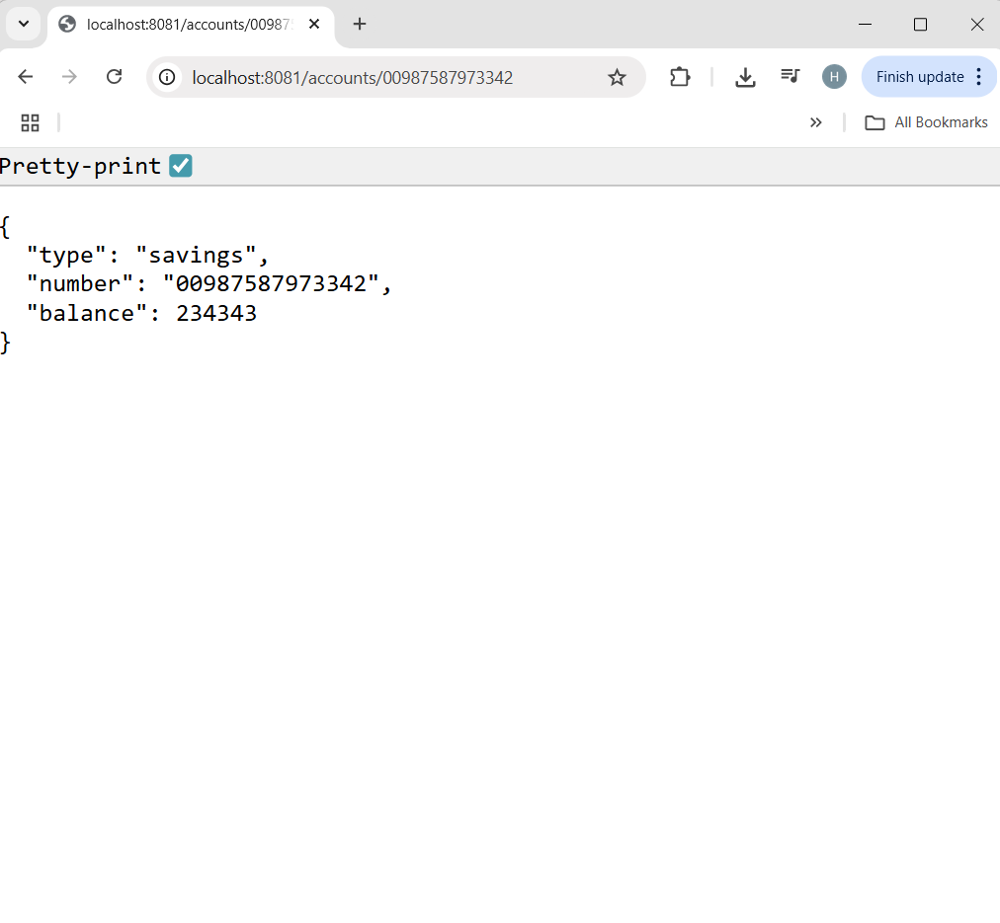 localhost:8081/accounts/00987
localhost:8081/accounts/00987587973342
H
Finish update
All Bookmarks
Pretty-print
{
  "type": "savings",
  "number": "00987587973342",
  "balance": 234343
}